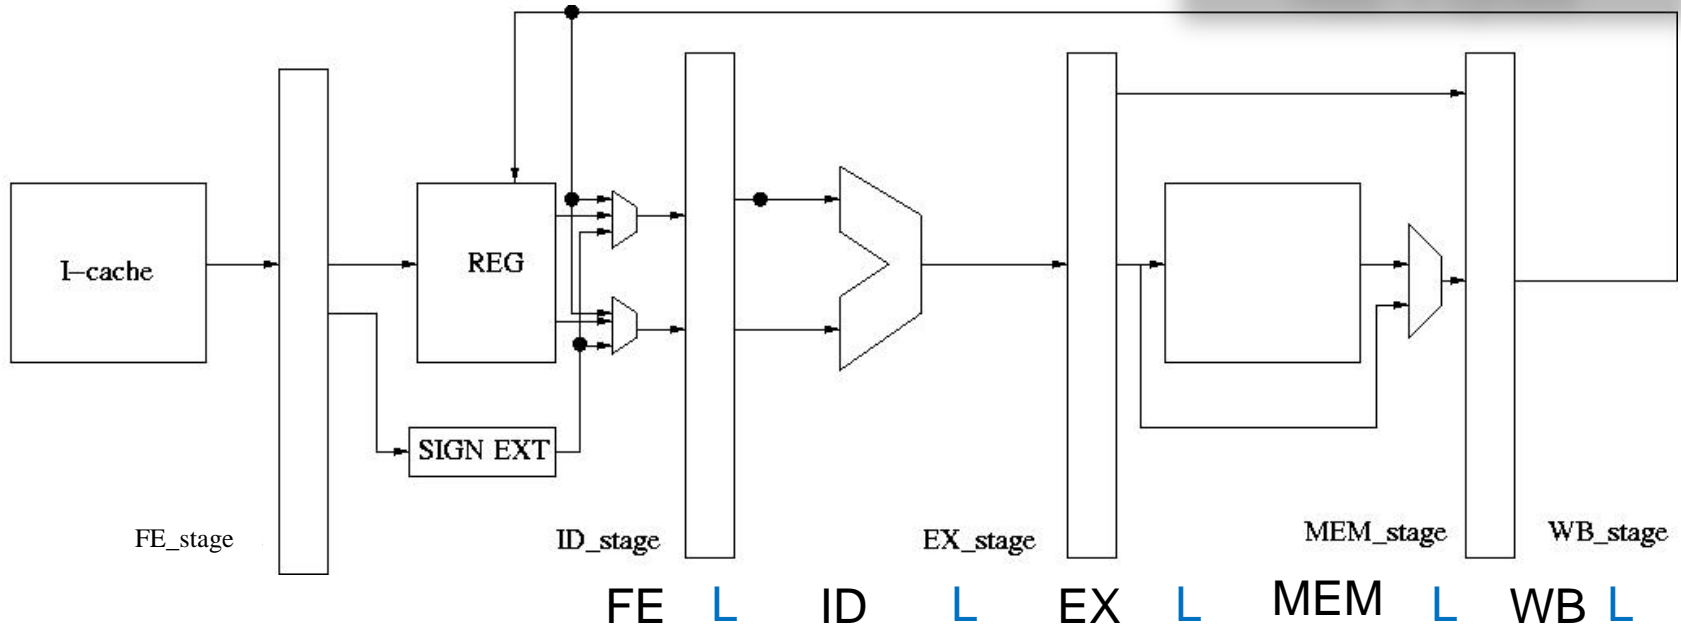 I-cache
REG
SIGN EXT
FE_stage
ID_stage
EX_stage
MEM_stage
WB_stage
FE L ID L EX L MEM L WB L